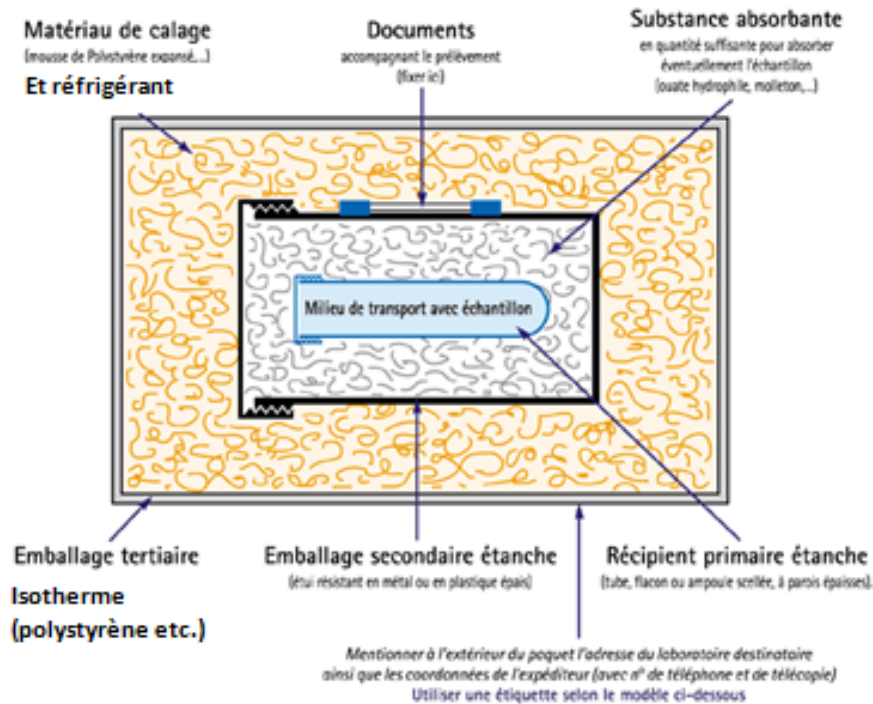 Matériau de calage
(mousse de Polystyrène expansé,...)
Et réfrigérant
Documents
accompagnant le prélèvement
(fixer ici)
Substance absorbante
en quantité suffisante pour absorber
éventuellement l'échantillon
(ouate hydrophile, molleton,...)
Milieu de transport avec échantillon
Emballage tertiaire
Isotherme
(polystyrène etc.)
Emballage secondaire étanche
(étui résistant en métal ou en plastique épais)
Récipient primaire étanche
(tube, flacon ou ampoule scellée, à parois épaisses).
Mentionner à l'extérieur du paquet l'adresse du laboratoire destinataire
ainsi que les coordonnées de l'expéditeur (avec n° de téléphone et de télécopie)
Utiliser une étiquette selon le modèle ci-dessous